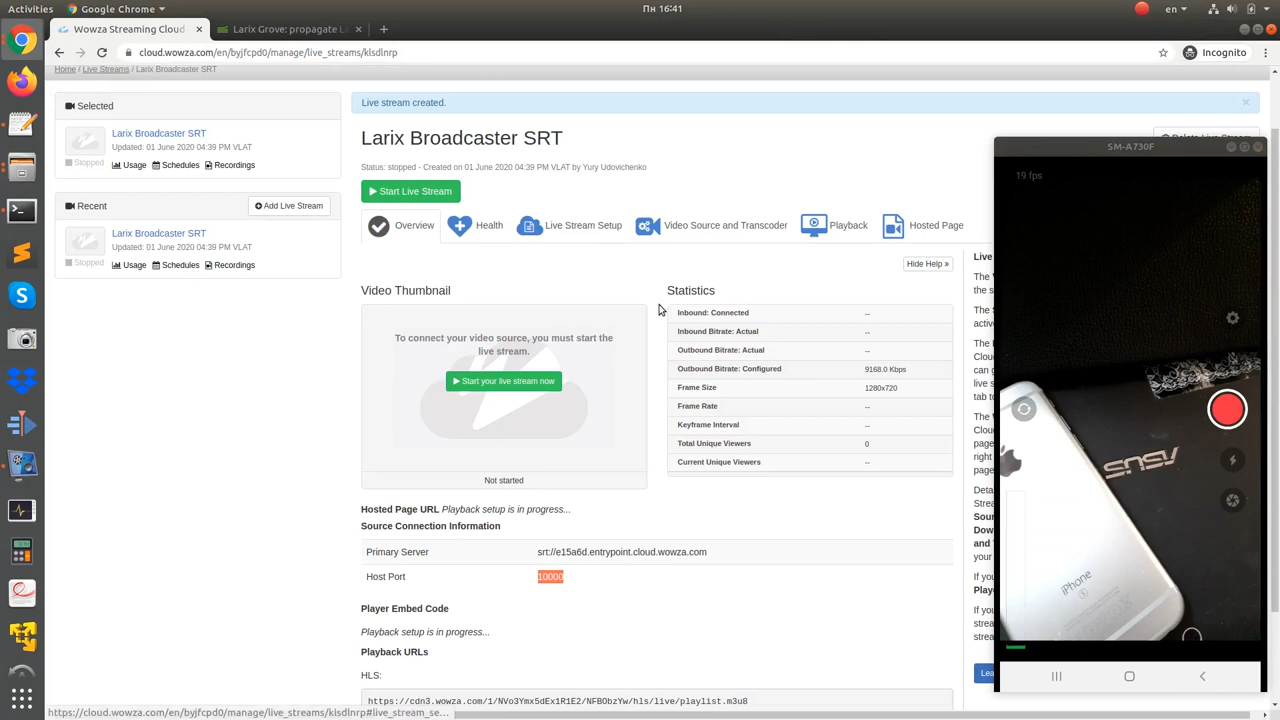 Activities
Google Chrome
Пн 16:41
en
Wowza Streaming Cloud
Larix Grove: propagate La
cloud.wowza.com/en/byjfcpd0/manage/live_streams/klsdlnrp
Incognito
Home / Live Streams / Larix Broadcaster SRT
Selected
Larix Broadcaster SRT
Updated: 01 June 2020 04:39 PM VLAT
Stopped
Usage Schedules Recordings
Recent
Add Live Stream
Larix Broadcaster SRT
Updated: 01 June 2020 04:39 PM VLAT
Stopped
Usage Schedules Recordings
Live stream created.
Larix Broadcaster SRT
Delete Live Stream
Status: stopped - Created on 01 June 2020 04:39 PM VLAT by Yury Udovichenko
Start Live Stream
Overview Health Live Stream Setup Video Source and Transcoder Playback Hosted Page
Hide Help »
Video Thumbnail
To connect your video source, you must start the
live stream.
Start your live stream now
Not started
Statistics
Inbound: Connected --
Inbound Bitrate: Actual --
Outbound Bitrate: Actual --
Outbound Bitrate: Configured 9168.0 Kbps
Frame Size 1280x720
Frame Rate --
Keyframe Interval --
Total Unique Viewers 0
Current Unique Viewers --
Hosted Page URL Playback setup is in progress...
Source Connection Information
Primary Server srt://e15a6d.entrypoint.cloud.wowza.com
Host Port 10000
Player Embed Code
Playback setup is in progress...
Playback URLs
HLS:
https://cdn3.wowza.com/1/NVo3Ymx5dEx1R1E2/NFBObzYw/hls/live/playlist.m3u8
https://cloud.wowza.com/en/byjfcpd0/manage/live_streams/klsdlnrp#live_stream_se...
SM-A730F
19 fps
ASUS
iPhone
S